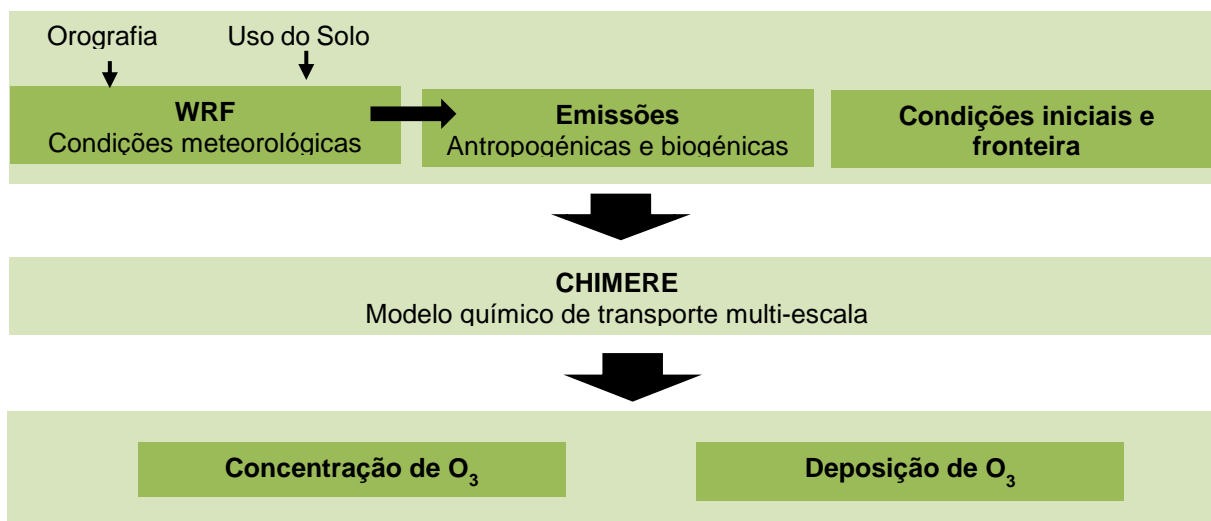 Orografia
Uso do Solo
WRF
Condições meteorológicas
Emissões
Antropogénicas e biogénicas
Condições iniciais e
fronteira
CHIMERE
Modelo químico de transporte multi-escala
Concentração de O₃
Deposição de O₃